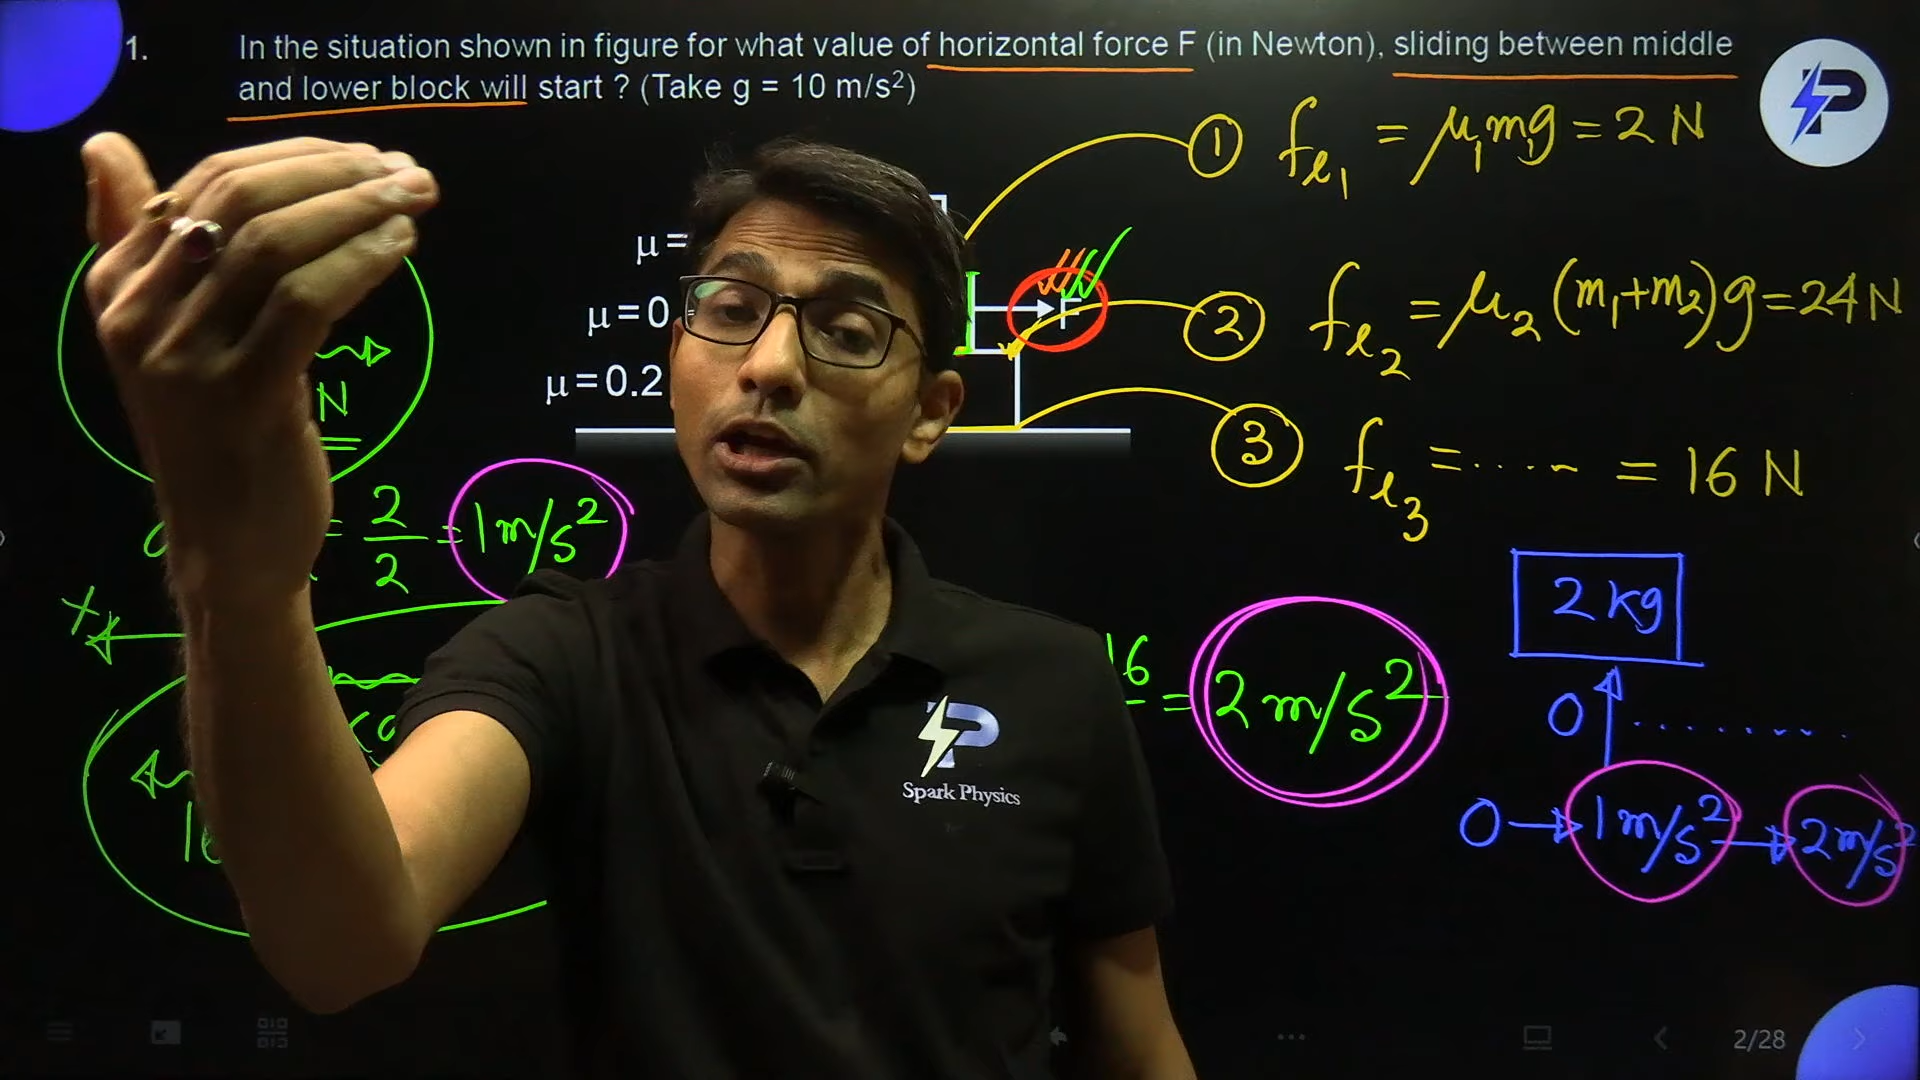 1. In the situation shown in figure for what value of horizontal force F (in Newton), sliding between middle
and lower block will start ? (Take g = 10 m/s²)
① fℓ₁ = μ₁m₁g = 2 N
μ=
F
μ=0
② fℓ₂ = μ₂ (m₁+m₂)g = 24 N
μ=0.2
N
③ fℓ₃ = ..... = 16 N
= 2/2 = 1 m/s²
2 kg
+x
16
= 2 m/s²
0 ..........
0 → 1 m/s² → 2 m/s²
P
Spark Physics
2/28